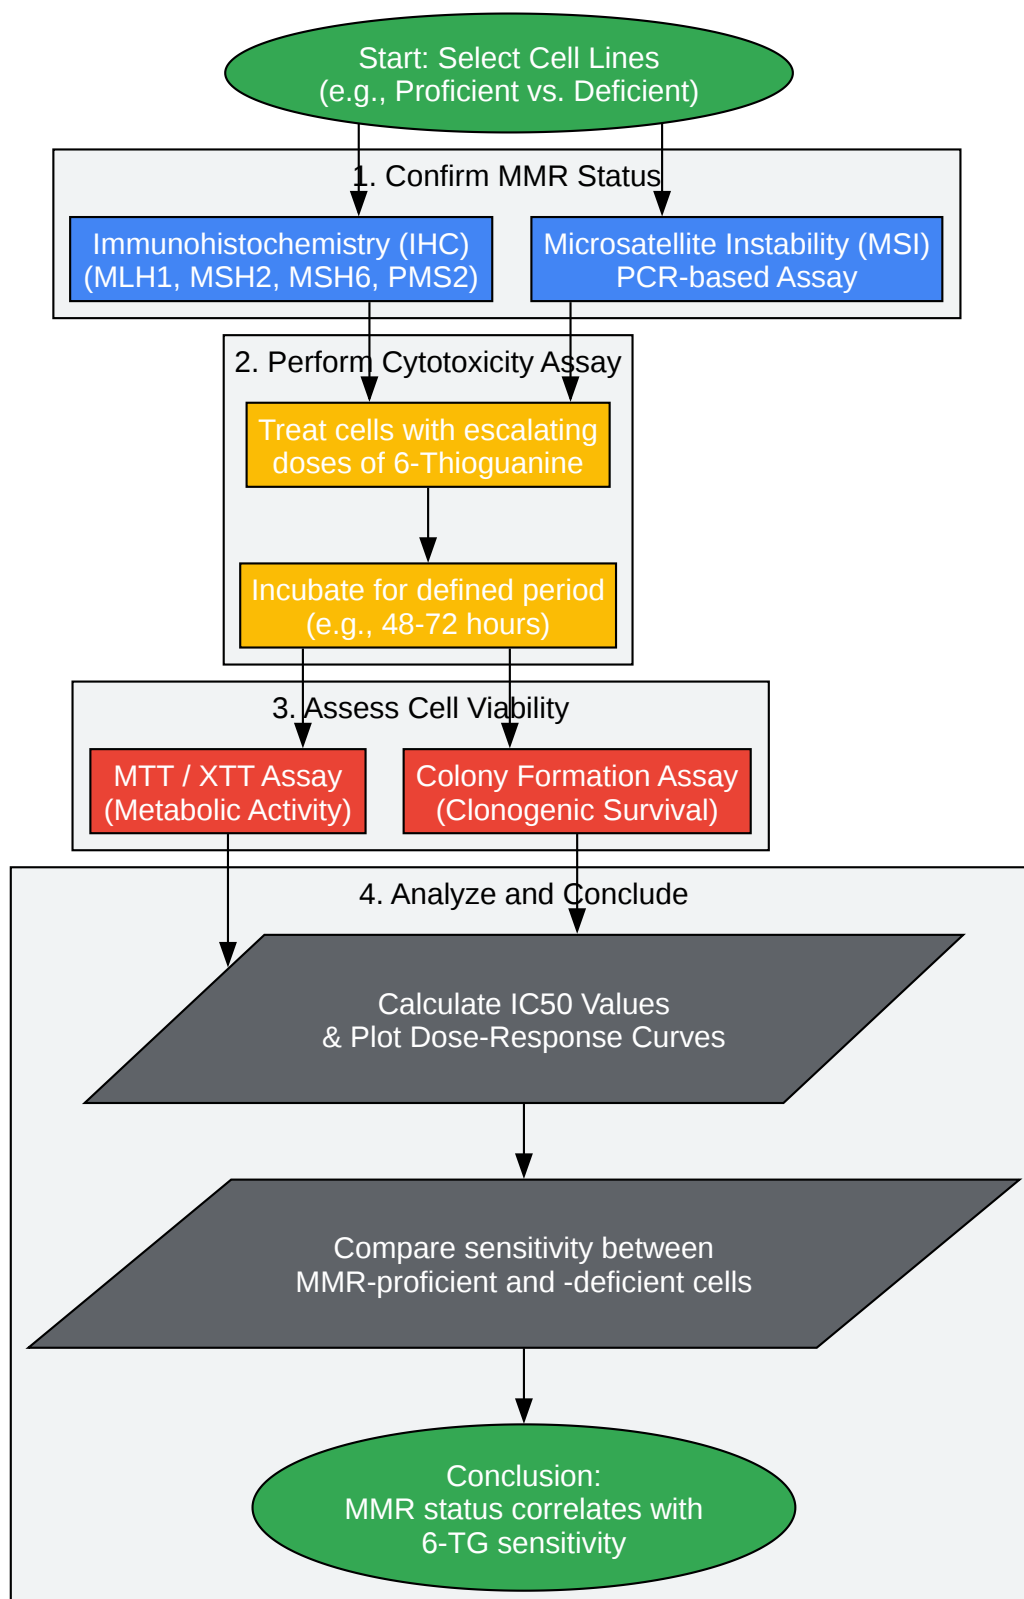 Start: Select Cell Lines
(e.g., Proficient vs. Deficient)
1. Confirm MMR Status
Immunohistochemistry (IHC)
(MLH1, MSH2, MSH6, PMS2)
Microsatellite Instability (MSI)
PCR-based Assay
2. Perform Cytotoxicity Assay
Treat cells with escalating
doses of 6-Thioguanine
Incubate for defined period
(e.g., 48-72 hours)
3. Assess Cell Viability
MTT / XTT Assay
(Metabolic Activity)
Colony Formation Assay
(Clonogenic Survival)
4. Analyze and Conclude
Calculate IC50 Values
& Plot Dose-Response Curves
Compare sensitivity between
MMR-proficient and -deficient cells
Conclusion:
MMR status correlates with
6-TG sensitivity